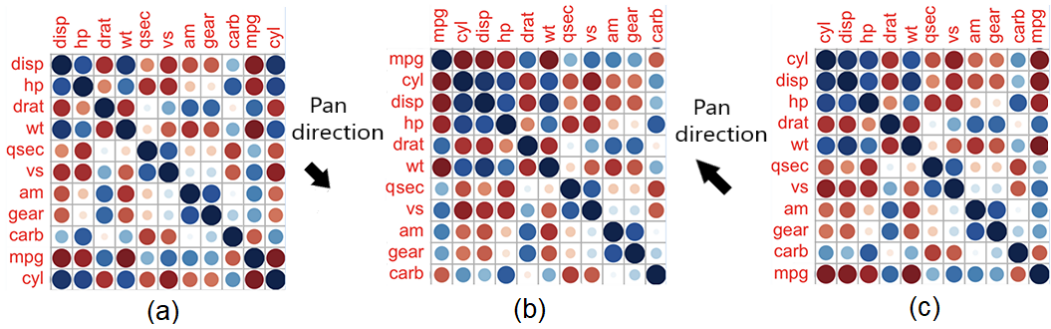 disp hp drat wt qsec vs am gear carb mpg cyl
disp
hp
drat
wt
qsec
vs
am
gear
carb
mpg
cyl
(a)
Pan
direction
mpg cyl disp hp drat wt qsec vs am gear carb
mpg
cyl
disp
hp
drat
wt
qsec
vs
am
gear
carb
(b)
Pan
direction
cyl disp hp drat wt qsec vs am gear carb mpg
cyl
disp
hp
drat
wt
qsec
vs
am
gear
carb
mpg
(c)